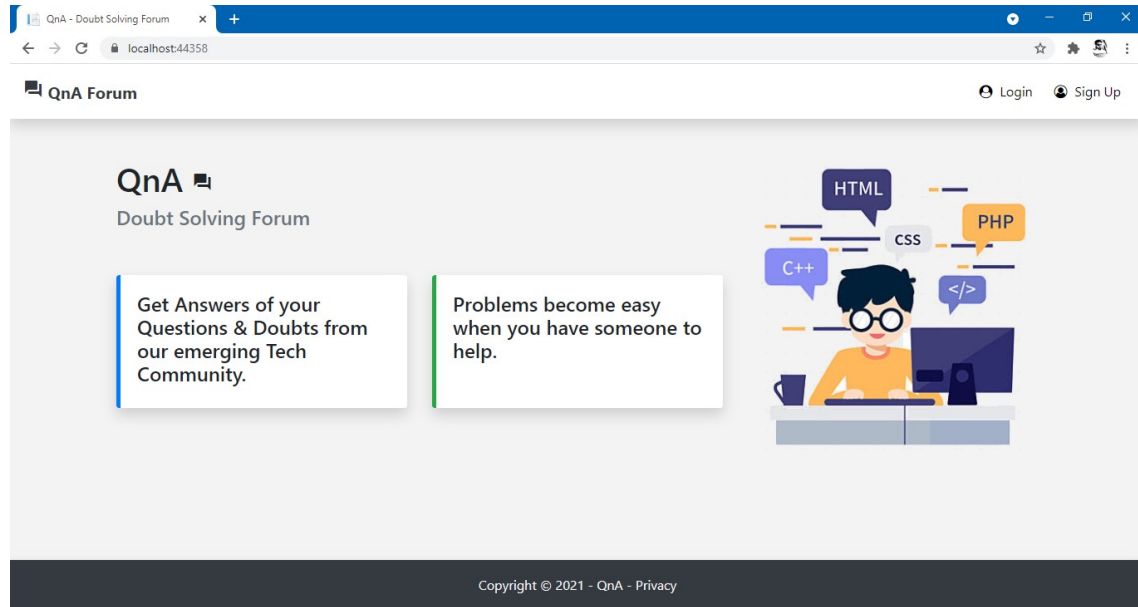 QnA - Doubt Solving Forum
localhost:44358
QnA Forum
Login
Sign Up
QnA
Doubt Solving Forum
Get Answers of your
Questions & Doubts from
our emerging Tech
Community.
Problems become easy
when you have someone to
help.
HTML
PHP
CSS
C++
</>
Copyright © 2021 - QnA - Privacy